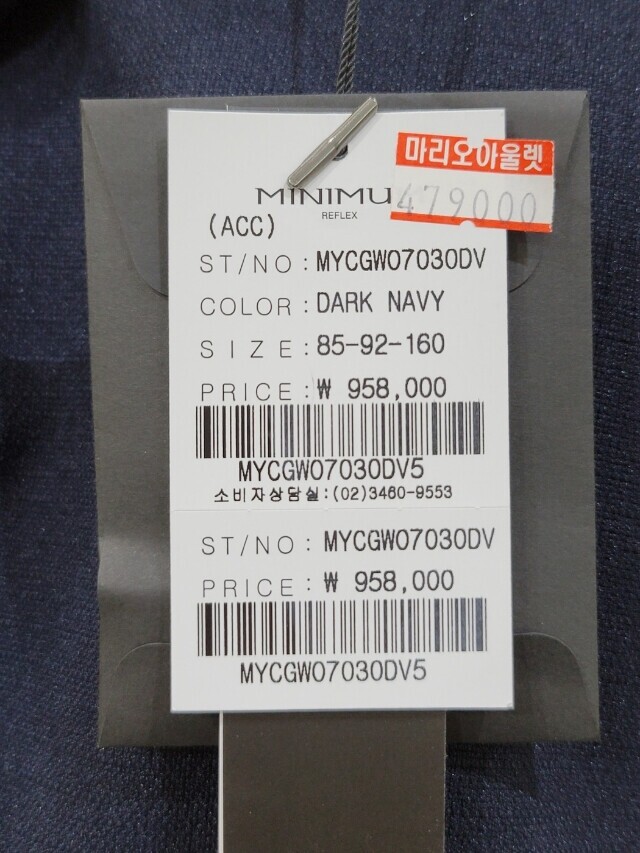 마리오아울렛
479000
MINIMU
REFLEX
(ACC)
ST/NO : MYCGW07030DV
COLOR : DARK NAVY
SIZE : 85-92-160
PRICE : ₩ 958,000
MYCGW07030DV5
소비자상담실:(02)3460-9553
ST/NO : MYCGW07030DV
PRICE : ₩ 958,000
MYCGW07030DV5